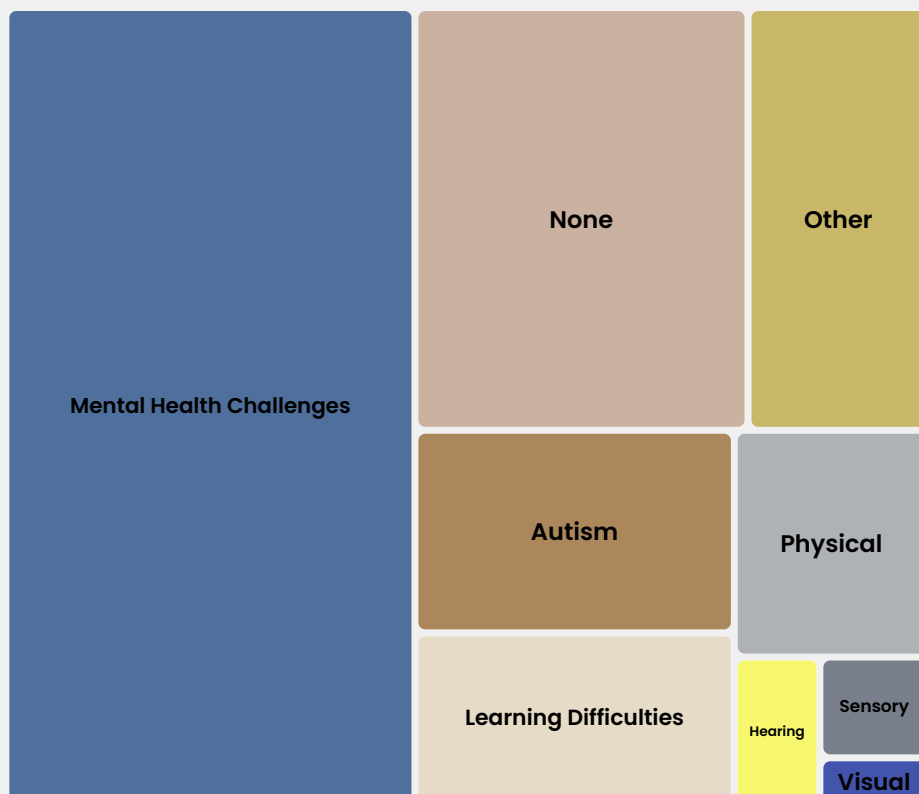 None
Other
Mental Health Challenges
Autism
Physical
Learning Difficulties
Sensory
Hearing
Visual